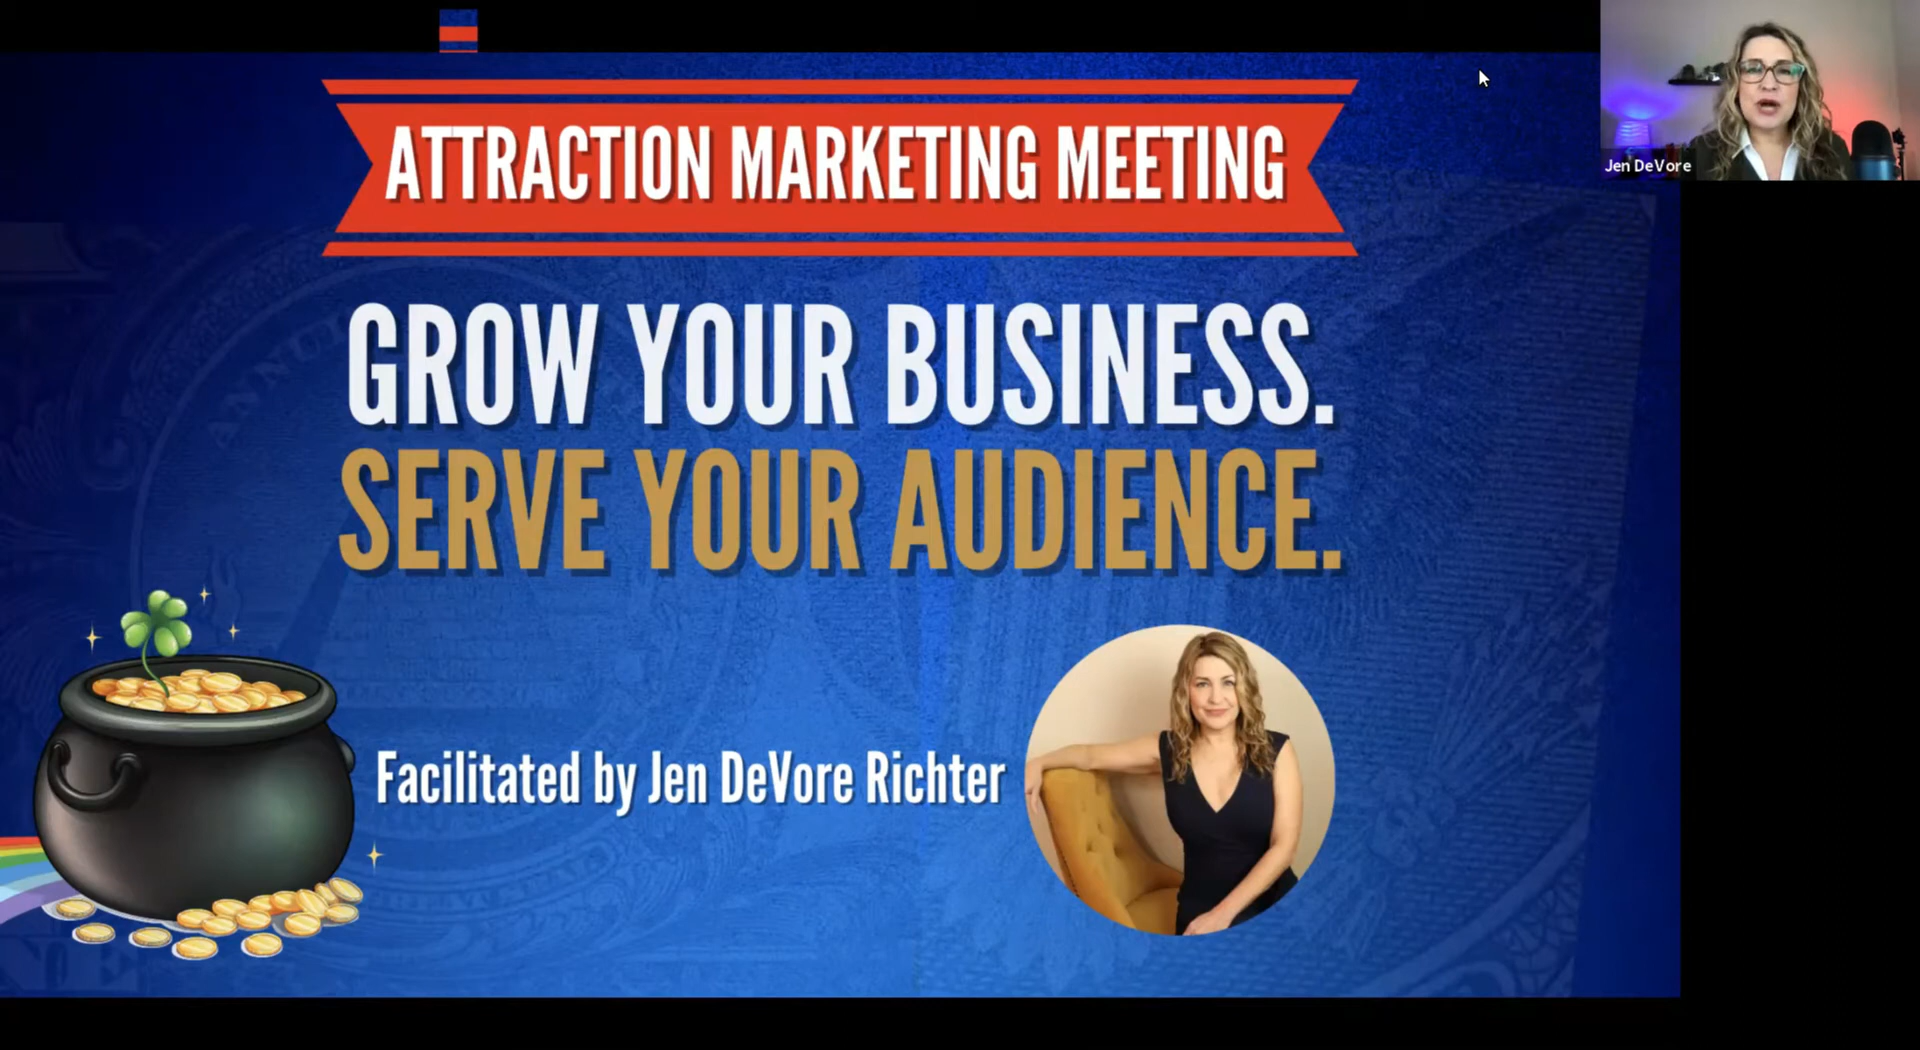 ATTRACTION MARKETING MEETING
Jen DeVore
GROW YOUR BUSINESS.
SERVE YOUR AUDIENCE.
Facilitated by Jen DeVore Richter